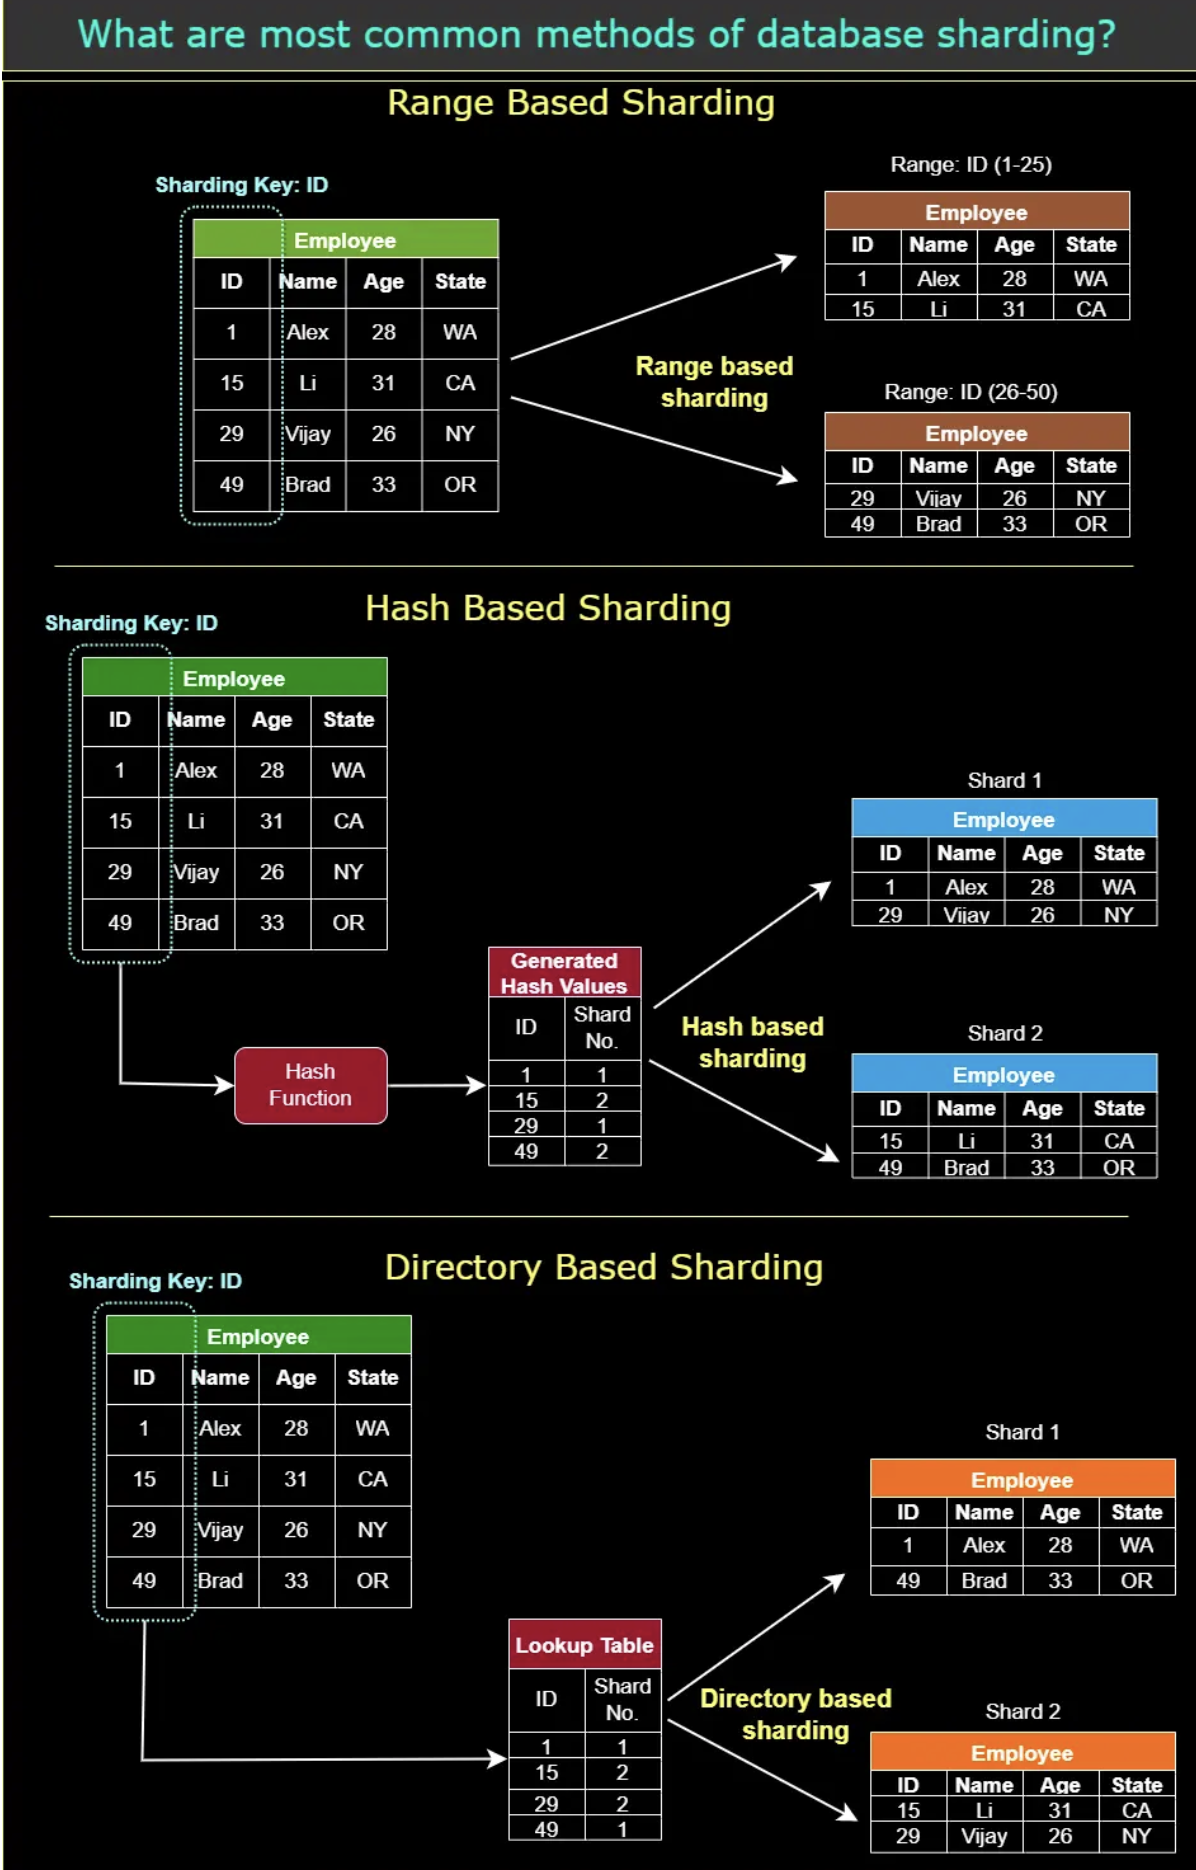 What are most common methods of database sharding?
Range Based Sharding
Sharding Key: ID
Employee
ID Name Age State
1 Alex 28 WA
15 Li 31 CA
29 Vijay 26 NY
49 Brad 33 OR
Range based
sharding
Range: ID (1-25)
Employee
ID Name Age State
1 Alex 28 WA
15 Li 31 CA
Range: ID (26-50)
Employee
ID Name Age State
29 Vijay 26 NY
49 Brad 33 OR
Hash Based Sharding
Sharding Key: ID
Employee
ID Name Age State
1 Alex 28 WA
15 Li 31 CA
29 Vijay 26 NY
49 Brad 33 OR
Hash
Function
Generated
Hash Values
ID Shard
No.
1 1
15 2
29 1
49 2
Hash based
sharding
Shard 1
Employee
ID Name Age State
1 Alex 28 WA
29 Vijay 26 NY
Shard 2
Employee
ID Name Age State
15 Li 31 CA
49 Brad 33 OR
Directory Based Sharding
Sharding Key: ID
Employee
ID Name Age State
1 Alex 28 WA
15 Li 31 CA
29 Vijay 26 NY
49 Brad 33 OR
Lookup Table
ID Shard
No.
1 1
15 2
29 2
49 1
Directory based
sharding
Shard 1
Employee
ID Name Age State
1 Alex 28 WA
49 Brad 33 OR
Shard 2
Employee
ID Name Age State
15 Li 31 CA
29 Vijay 26 NY